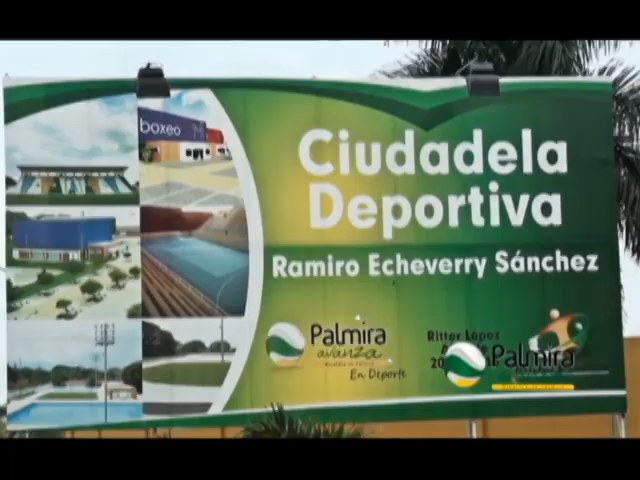 boxeo
Ciudadela
Deportiva
Ramiro Echeverry Sánchez
Palmira
avanza
En Deporte
Ritter López
Palmira